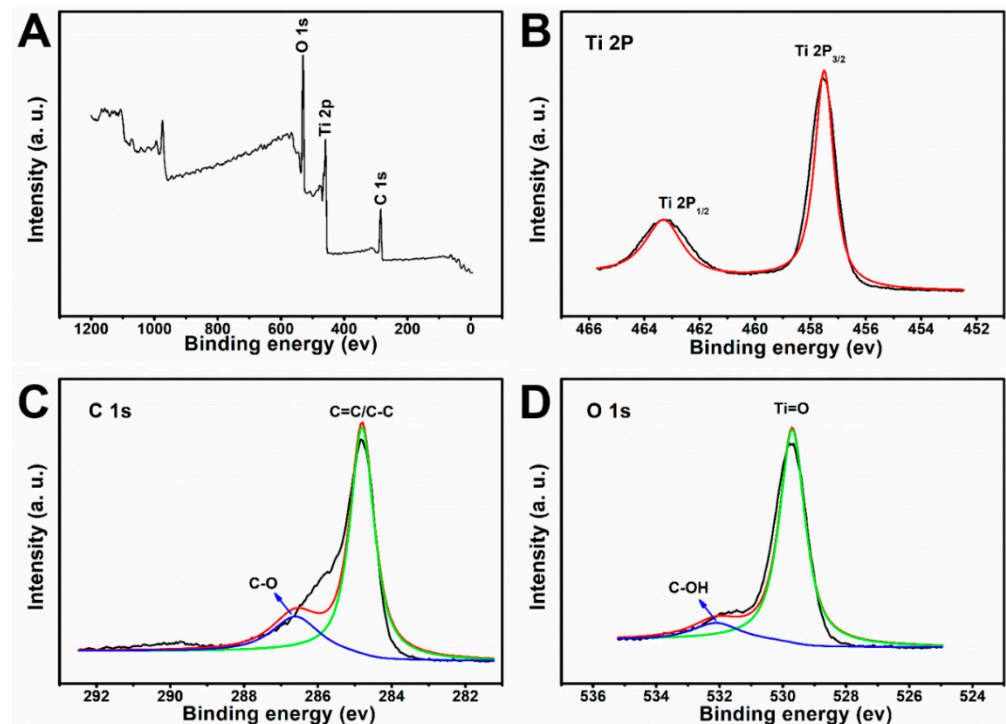 A
O 1s
Ti 2p
C 1s
Intensity (a. u.)
1200 1000 800 600 400 200 0
Binding energy (ev)
B
Ti 2P
Ti 2P3/2
Ti 2P1/2
Intensity (a. u.)
466 464 462 460 458 456 454 452
Binding energy (ev)
C
C 1s
C=C/C-C
C-O
Intensity (a. u.)
292 290 288 286 284 282
Binding energy (ev)
D
O 1s
Ti=O
C-OH
Intensity (a. u.)
536 534 532 530 528 526 524
Binding energy (ev)